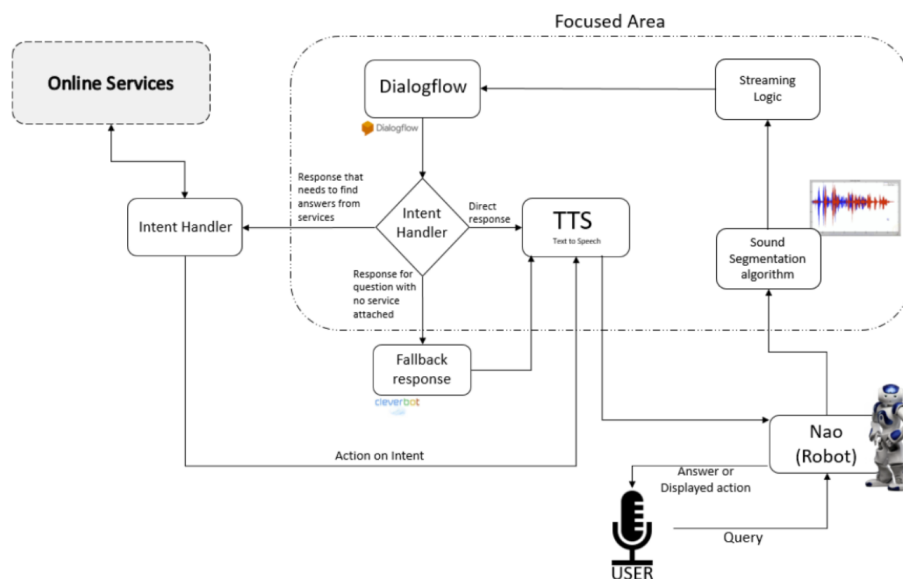 Focused Area
Online Services
Dialogflow
Dialogflow
Streaming
Logic
Response that
needs to find
answers from
services
Intent Handler
Intent
Handler
Direct
response
TTS
Text to Speech
Sound
Segmentation
algorithm
Response for
question with
no service
attached
Fallback
response
cleverbot
Action on Intent
Nao
(Robot)
Answer or
Displayed action
Query
USER